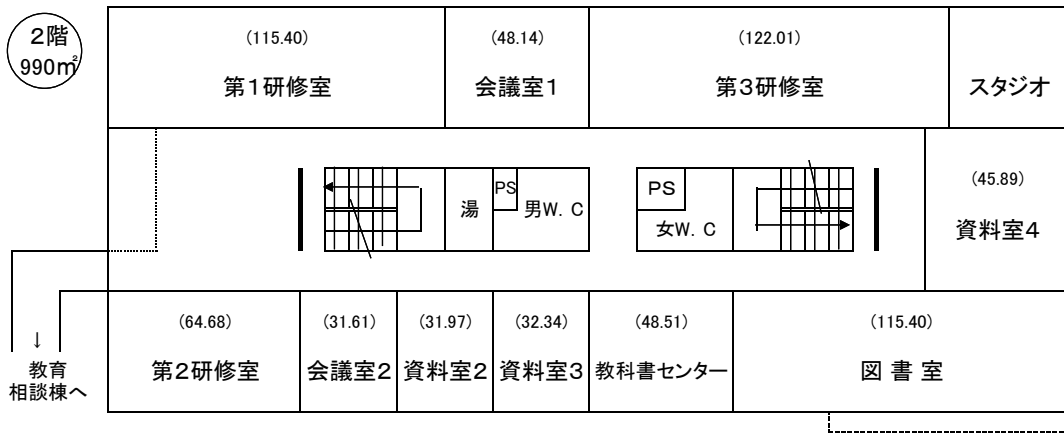 2階
990㎡
(115.40)
第1研修室
(48.14)
会議室1
(122.01)
第3研修室
スタジオ
湯
PS
男W.C
PS
女W.C
(45.89)
資料室4
(64.68)
第2研修室
(31.61)
会議室2
(31.97)
資料室2
(32.34)
資料室3
(48.51)
教科書センター
(115.40)
図書室
↓
教育
相談棟へ